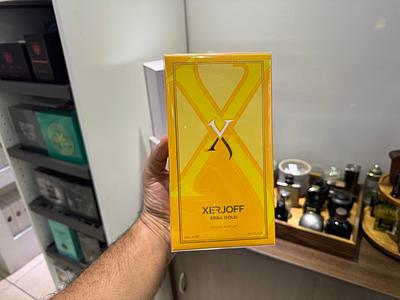 X
XERJOFF
ERBA GOLD
EAU DE PARFUM